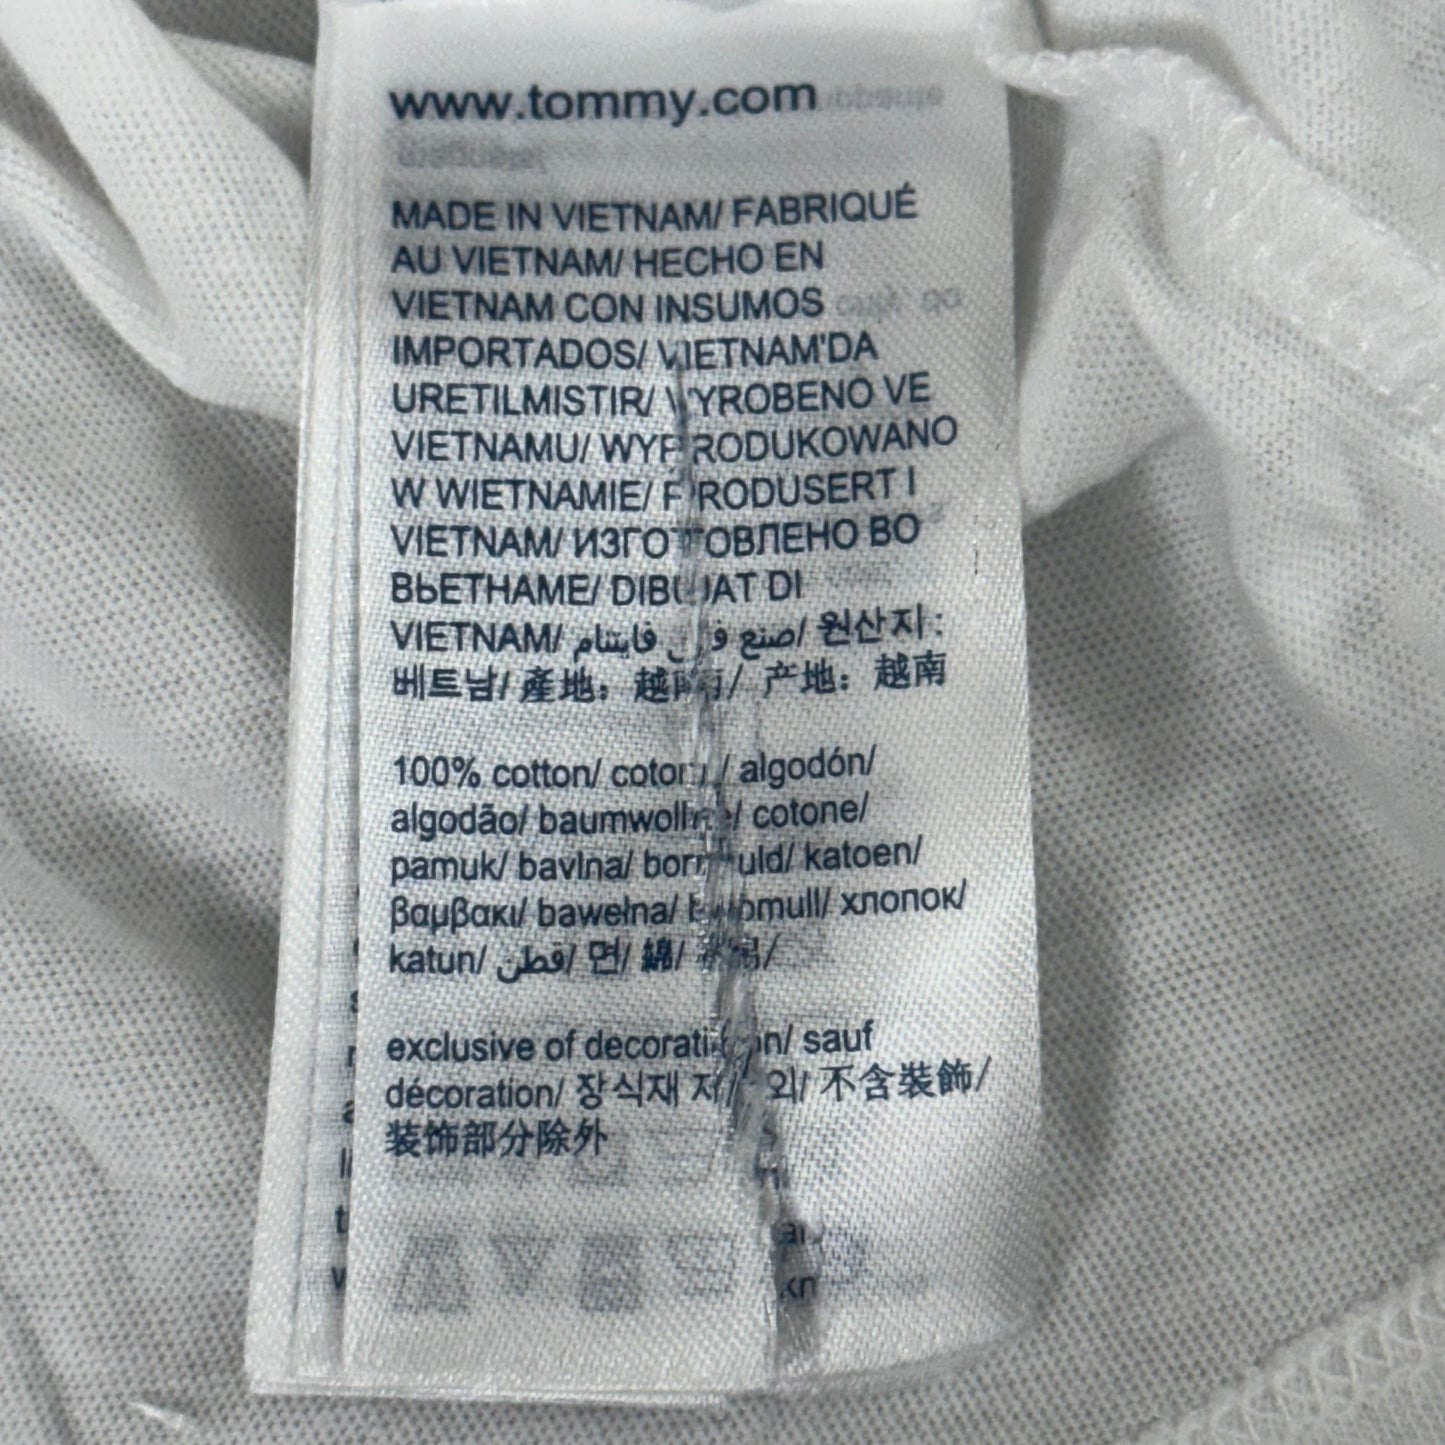 www.tommy.com
MADE IN VIETNAM/ FABRIQUÉ
AU VIETNAM/ HECHO EN
VIETNAM CON INSUMOS
IMPORTADOS/ VIETNAM'DA
URETILMISTIR/ VYROBENO VE
VIETNAMU/ WYPRODUKOWANO
W WIETNAMIE/ PRODUSERT I
VIETNAM/ ИЗГОТОВЛЕНО ВО
ВЬЕТНАМЕ/ DIBUAT DI
VIETNAM/ صنع في فايتنام/ 원산지:
베트남/ 產地: 越南/ 产地: 越南
100% cotton/ coton/ algodón/
algodão/ baumwolle/ cotone/
pamuk/ bavlna/ bomuld/ katoen/
βαμβακι/ bawełna/ bomull/ хлопок/
katun/ قطن/ 면/ 綿/ 棉/
exclusive of decoration/ sauf
décoration/ 장식재 제외/ 不含裝飾/
装饰部分除外